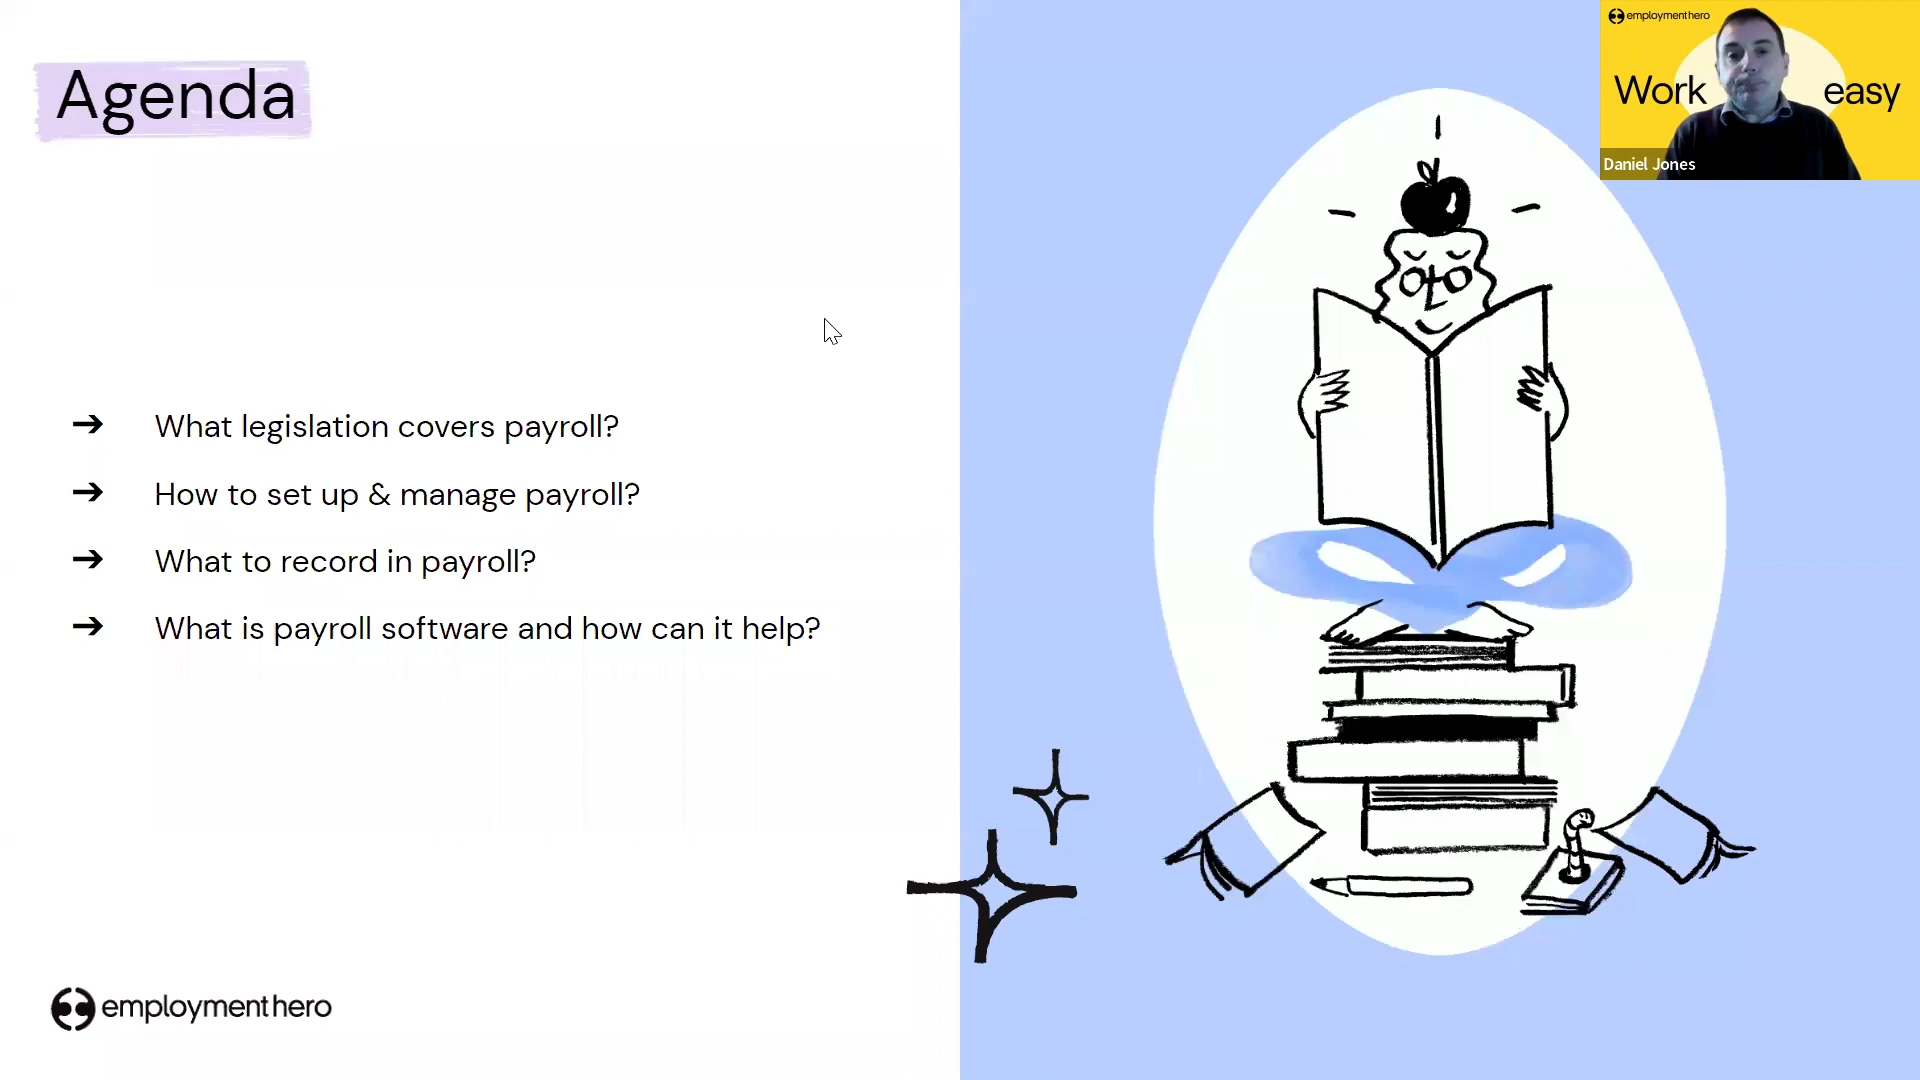 Agenda
➔ What legislation covers payroll?
➔ How to set up & manage payroll?
➔ What to record in payroll?
➔ What is payroll software and how can it help?
employmenthero
employmenthero
Work easy
Daniel Jones